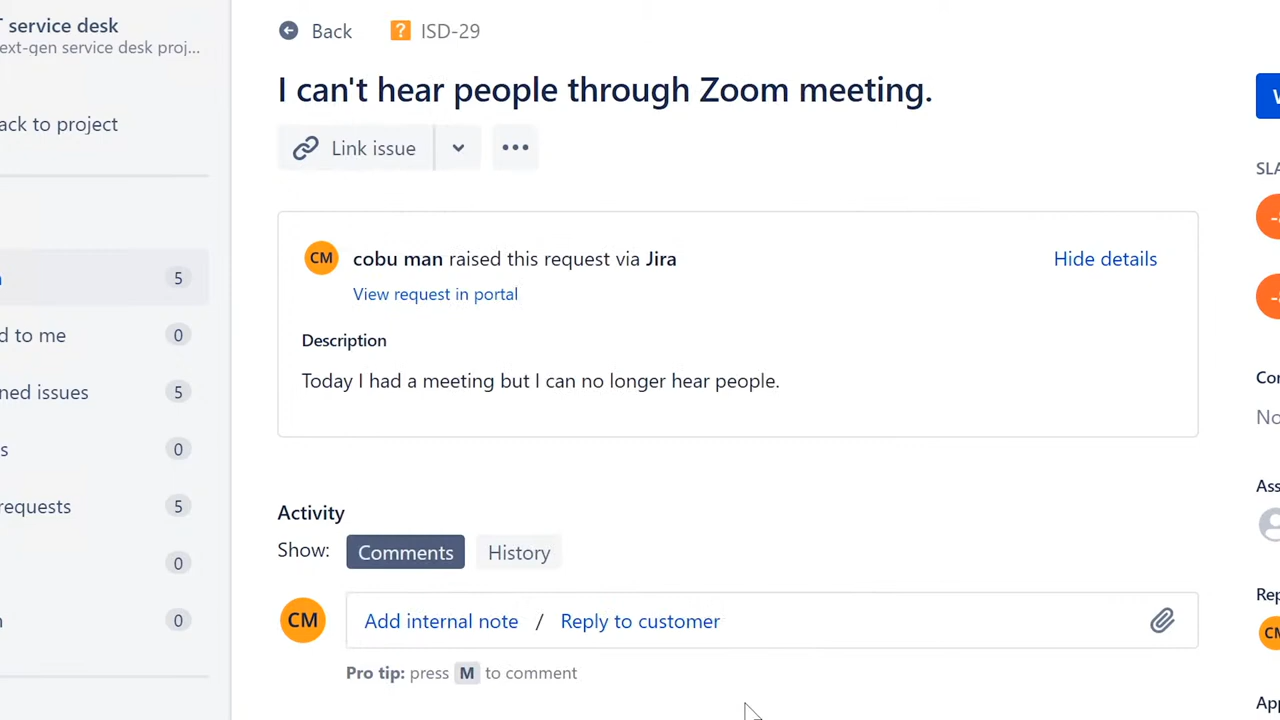 service desk
ext-gen service desk proj...
ack to project
5
d to me
0
ned issues
5
s
0
requests
5
0
0
Back
ISD-29
I can't hear people through Zoom meeting.
Link issue
CM
cobu man raised this request via Jira
Hide details
View request in portal
Description
Today I had a meeting but I can no longer hear people.
Activity
Show:
Comments
History
CM
Add internal note / Reply to customer
Pro tip: press M to comment
SLA
Cor
No
Ass
Rep
CM
App